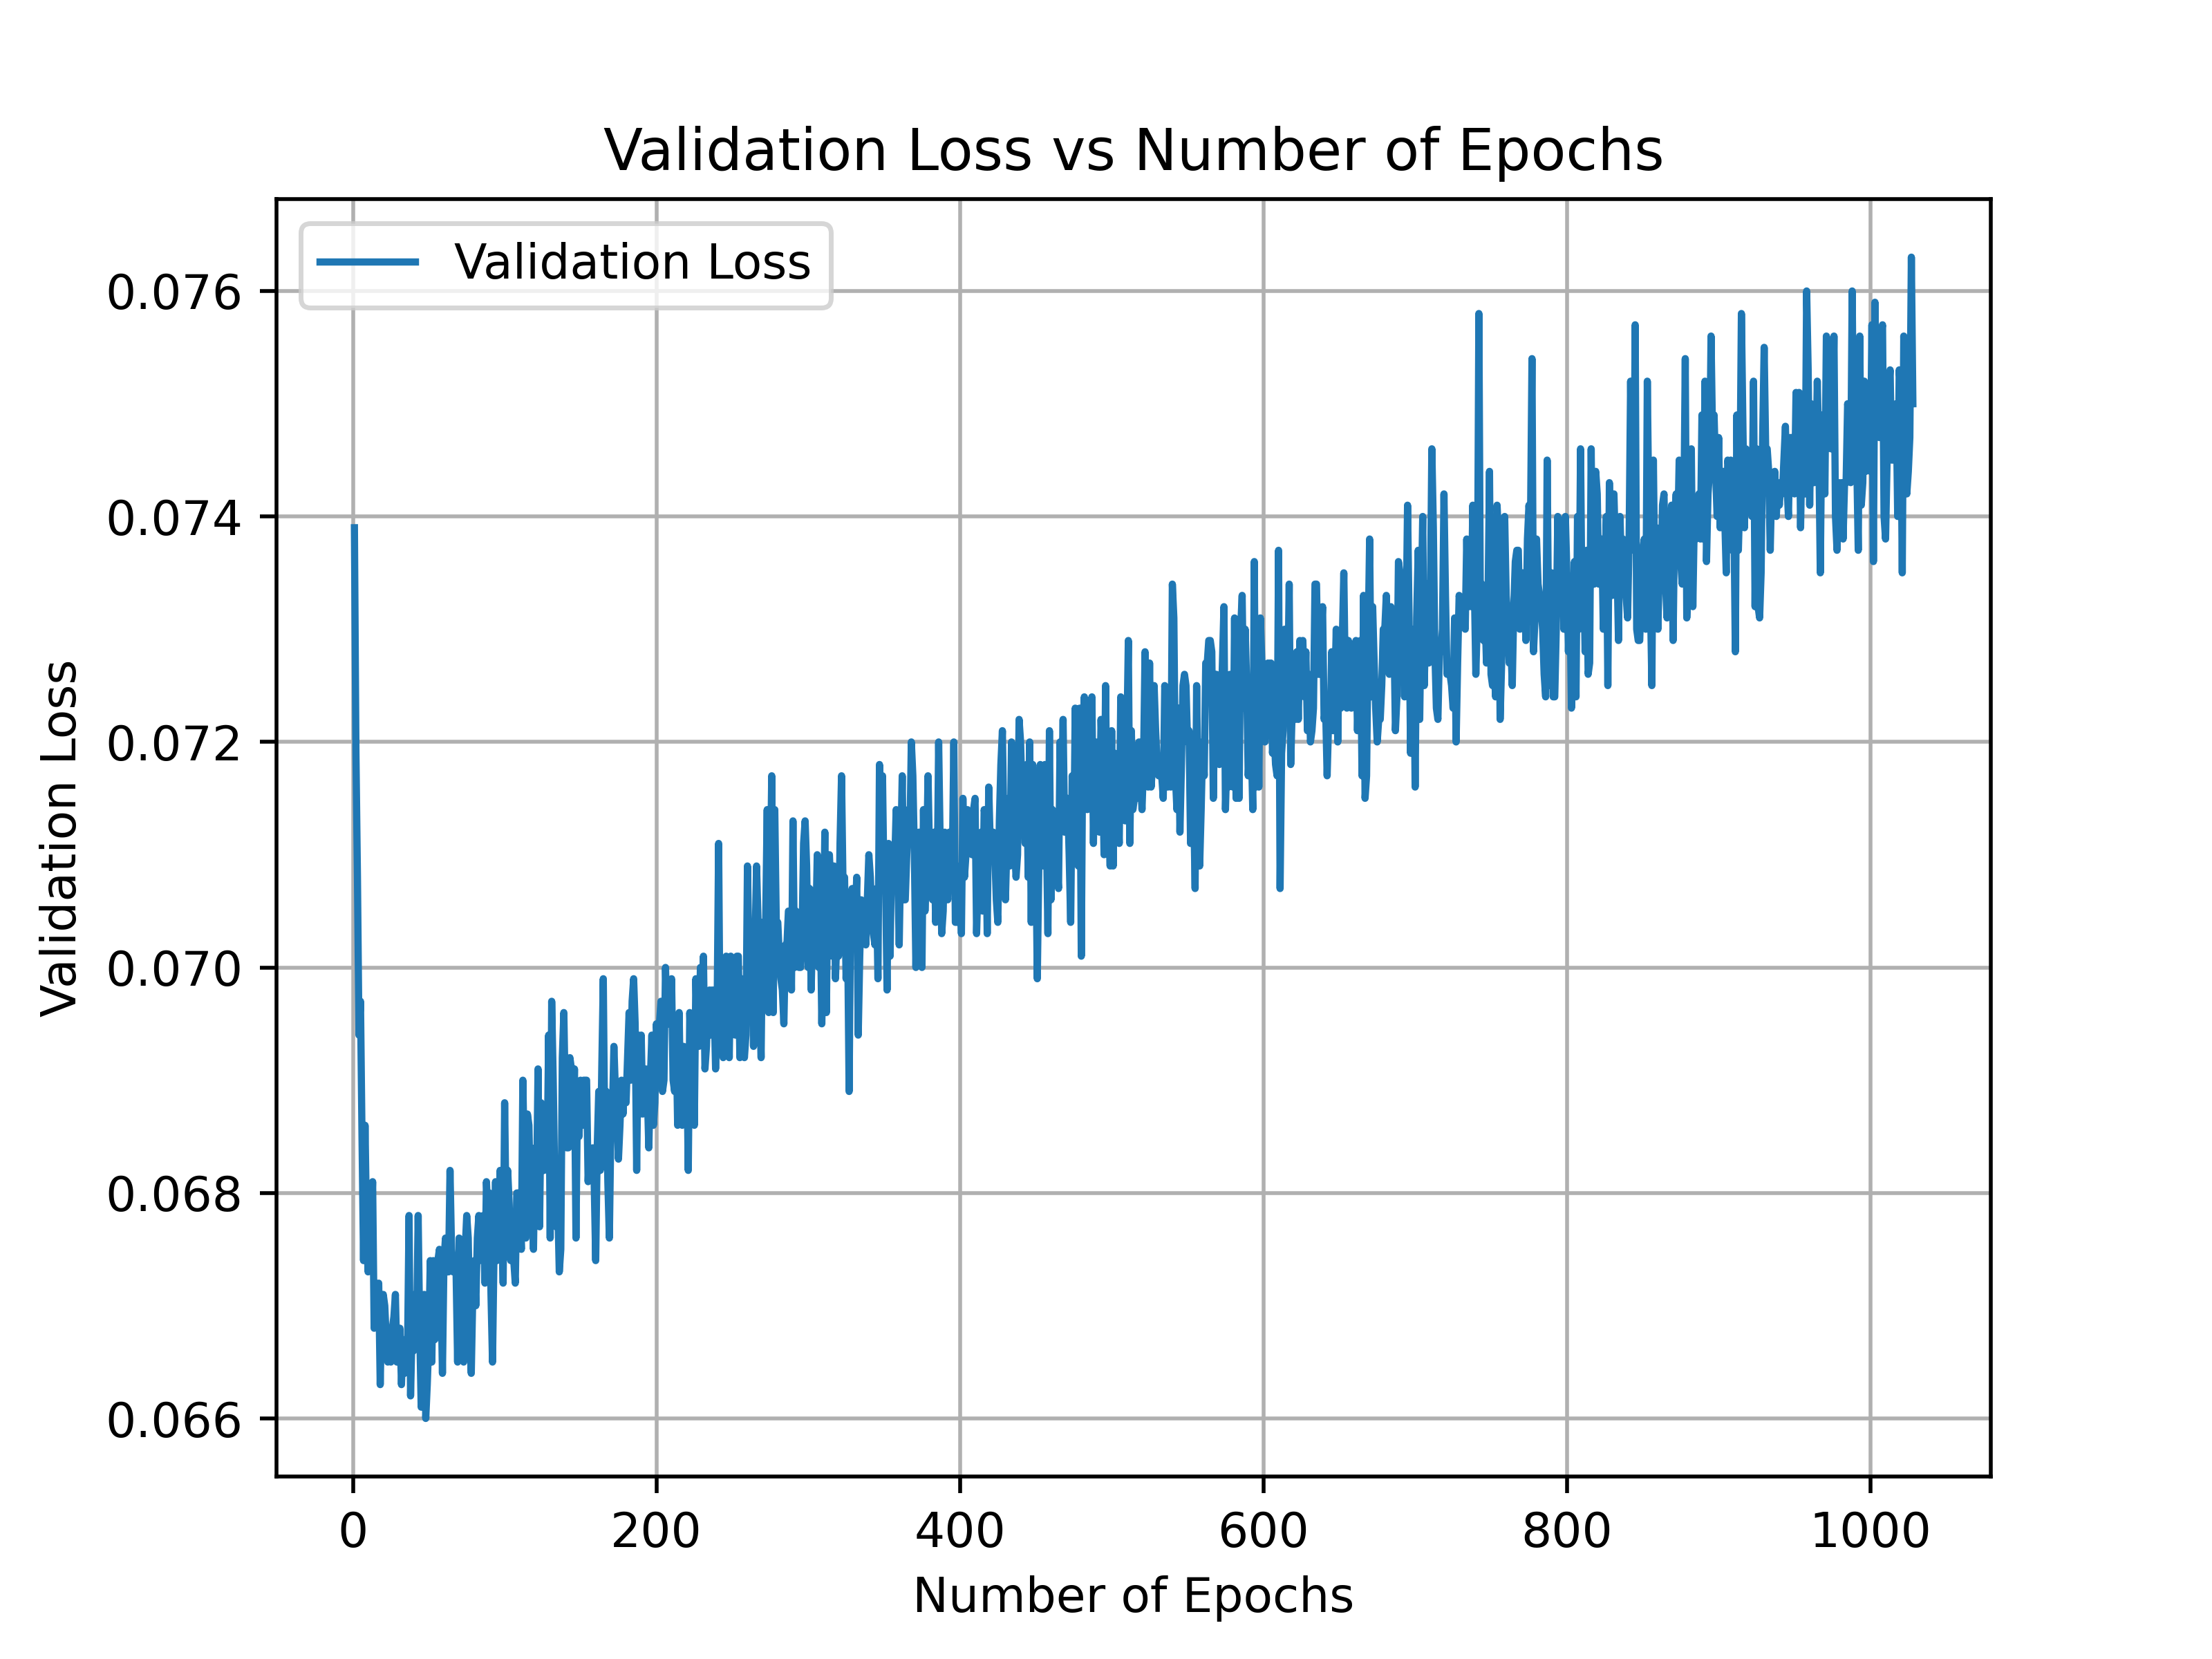 Validation Loss vs Number of Epochs
Validation Loss
0.076
0.074
0.072
0.070
0.068
0.066
Validation Loss
0 200 400 600 800 1000
Number of Epochs